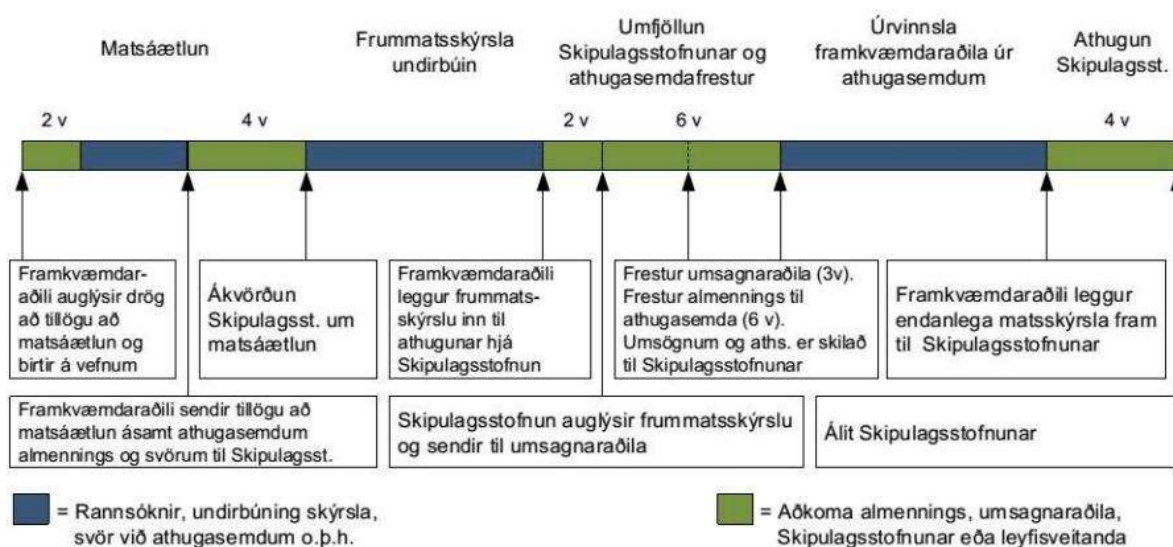 Matsáætlun
Frummatsskýrsla
undirbúin
Umfjöllun
Skipulagsstofnunar og
athugasemdafrestur
Úrvinnsla
framkvæmdaraðila úr
athugasemdum
Athugun
Skipulagsst.
2 v
4 v
2 v
6 v
4 v
Framkvæmdar-
aðili auglýsir drög
að tillögu að
matsáætlun og
birtir á vefnum
Ákvörðun
Skipulagsst. um
matsáætlun
Framkvæmdaraðili
leggur frummats-
skýrslu inn til
athugunar hjá
Skipulagsstofnun
Frestur umsagnaraðila (3v).
Frestur almennings til
athugasemda (6 v).
Umsögnum og aths. er skilað
til Skipulagsstofnunar
Framkvæmdaraðili leggur
endanlega matsskýrsla fram
til Skipulagsstofnunar
Framkvæmdaraðili sendir tillögu að
matsáætlun ásamt athugasemdum
almennings og svörum til Skipulagsst.
Skipulagsstofnun auglýsir frummatsskýrslu
og sendir til umsagnaraðila
Álit Skipulagsstofnunar
= Rannsóknir, undirbúning skýrsla,
svör við athugasemdum o.þ.h.
= Aðkoma almennings, umsagnaraðila,
Skipulagsstofnunar eða leyfisveitanda